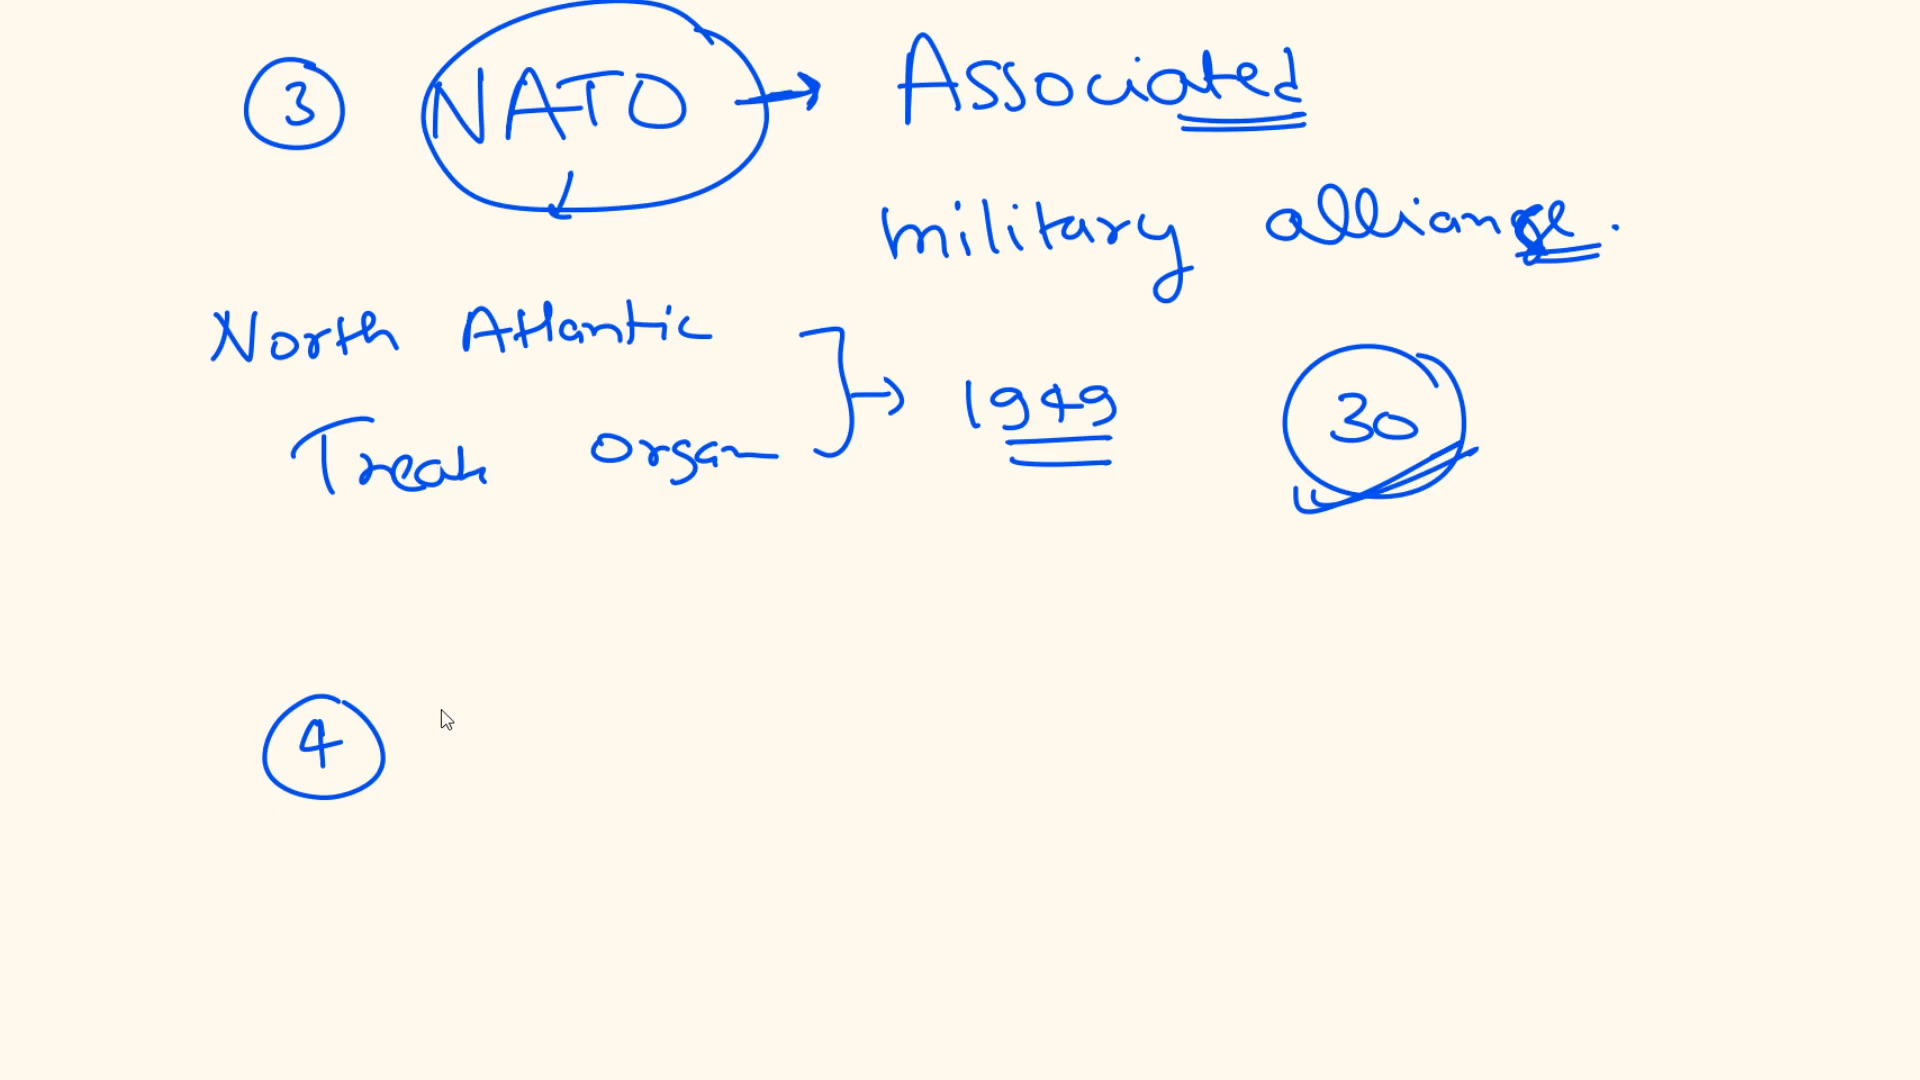 3 NATO → Associated
military alliance.
North Atlantic
Treat organ → 1949 30
4